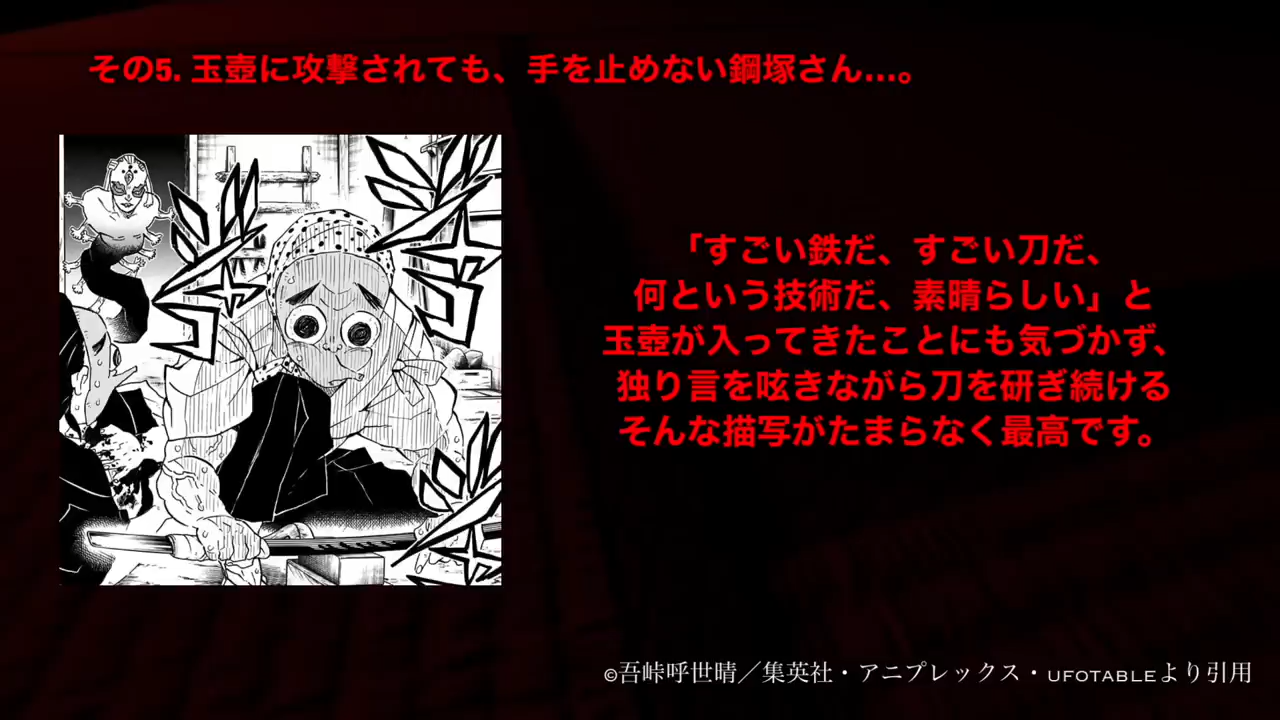 その5. 玉壺に攻撃されても、手を止めない鋼塚さん…。
「すごい鉄だ、すごい刀だ、
何という技術だ、素晴らしい」と
玉壺が入ってきたことにも気づかず、
独り言を呟きながら刀を研ぎ続ける
そんな描写がたまらなく最高です。
©吾峠呼世晴／集英社・アニプレックス・UFOTABLEより引用